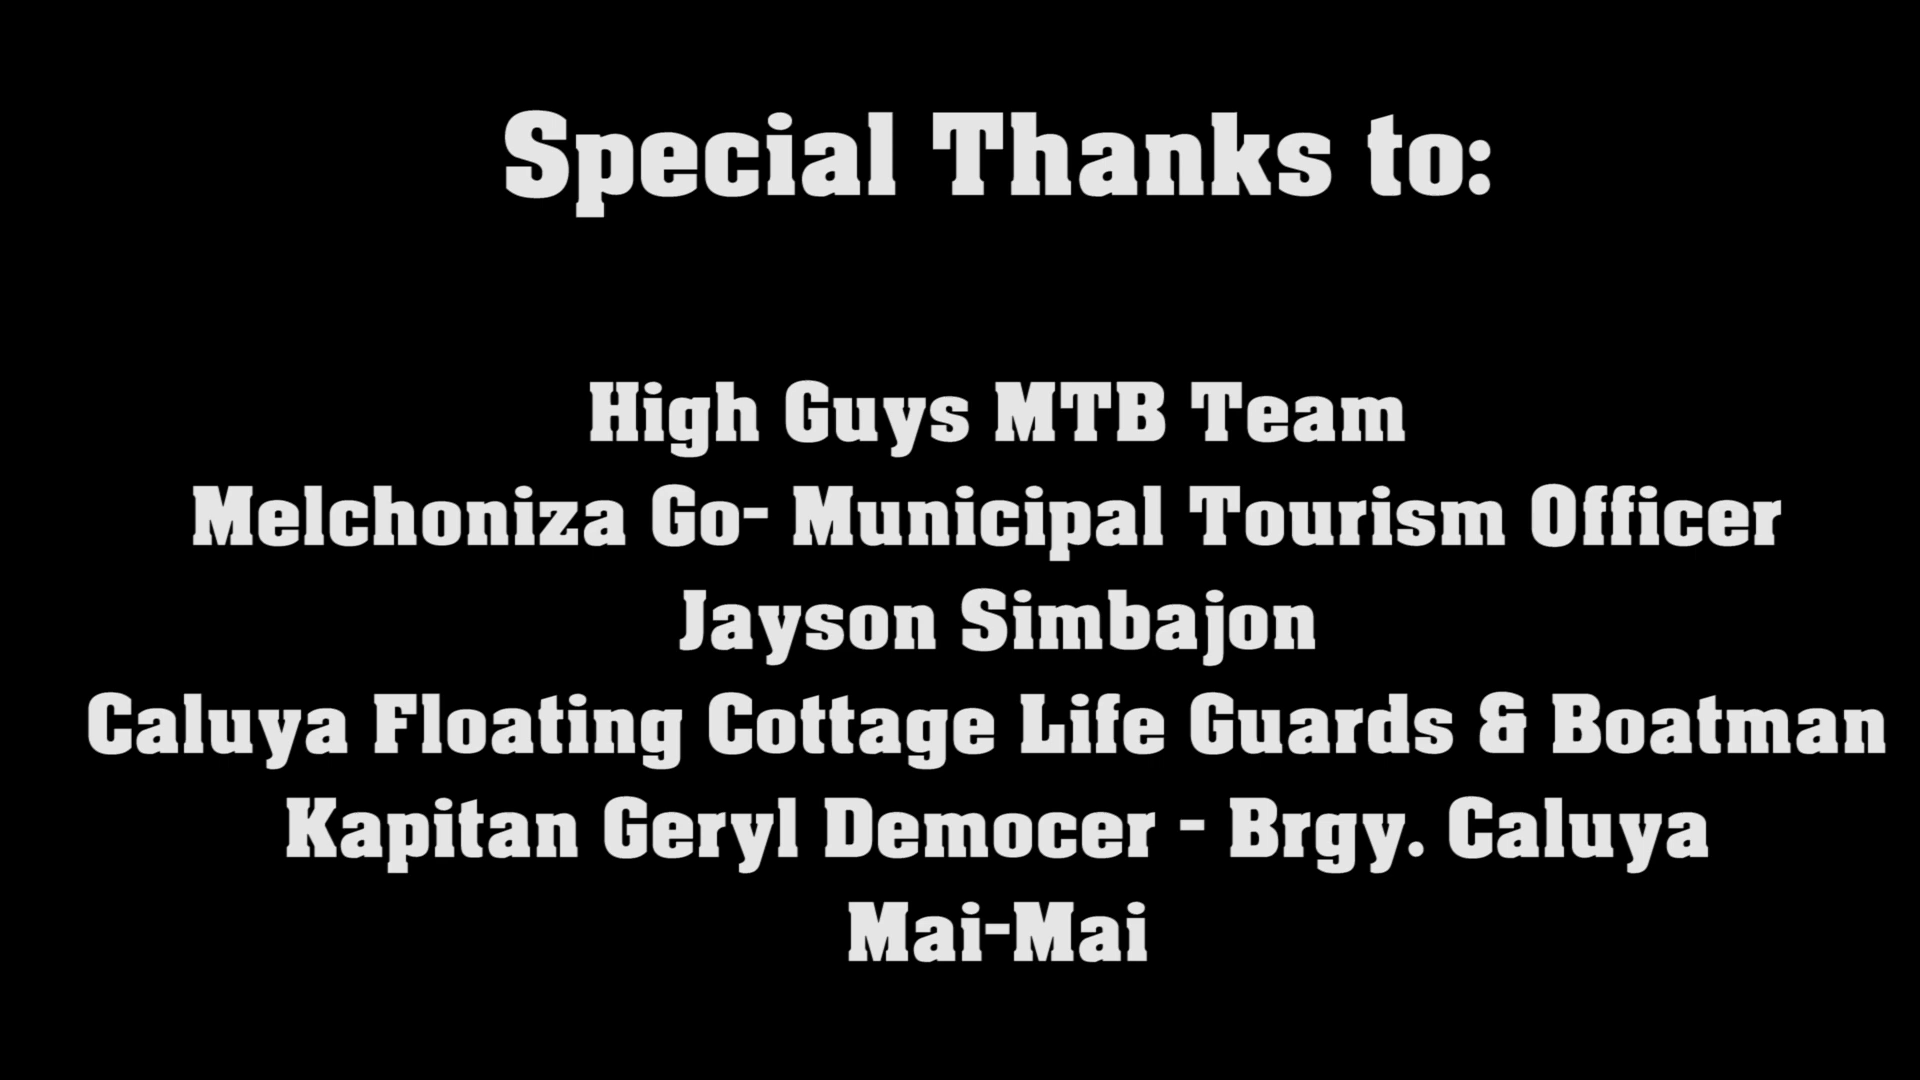 Special Thanks to:
High Guys MTB Team
Melchoniza Go- Municipal Tourism Officer
Jayson Simbajon
Caluya Floating Cottage Life Guards & Boatman
Kapitan Geryl Democer - Brgy. Caluya
Mai-Mai